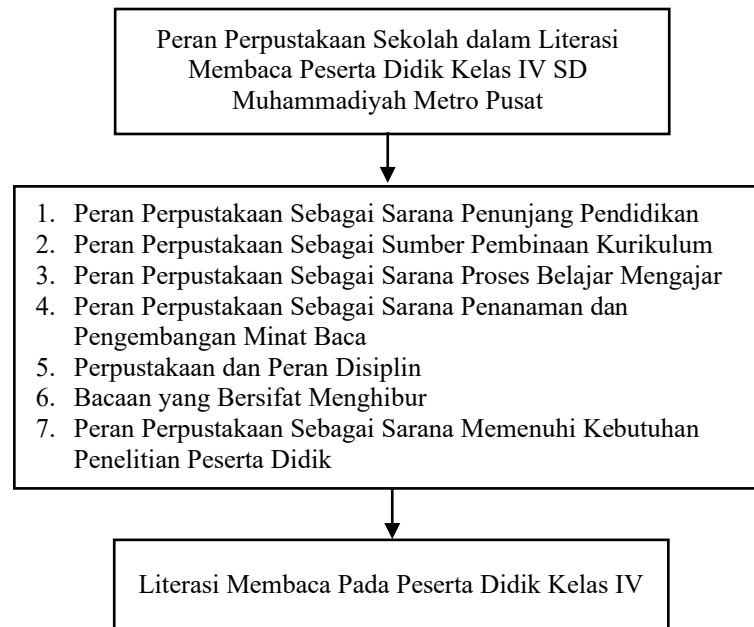 Peran Perpustakaan Sekolah dalam Literasi
Membaca Peserta Didik Kelas IV SD
Muhammadiyah Metro Pusat
1. Peran Perpustakaan Sebagai Sarana Penunjang Pendidikan
2. Peran Perpustakaan Sebagai Sumber Pembinaan Kurikulum
3. Peran Perpustakaan Sebagai Sarana Proses Belajar Mengajar
4. Peran Perpustakaan Sebagai Sarana Penanaman dan
Pengembangan Minat Baca
5. Perpustakaan dan Peran Disiplin
6. Bacaan yang Bersifat Menghibur
7. Peran Perpustakaan Sebagai Sarana Memenuhi Kebutuhan
Penelitian Peserta Didik
Literasi Membaca Pada Peserta Didik Kelas IV